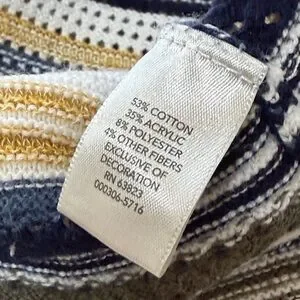 53% COTTON
35% ACRYLIC
8% POLYESTER
4% OTHER FIBERS
EXCLUSIVE OF
DECORATION
RN 63823
000306-5716